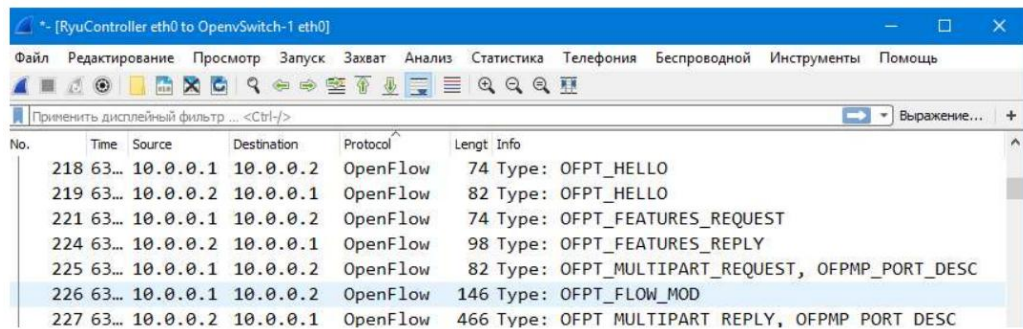 *- [RyuController eth0 to OpenvSwitch-1 eth0]
Файл Редактирование Просмотр Запуск Захват Анализ Статистика Телефония Беспроводной Инструменты Помощь
Применить дисплейный фильтр ... <Ctrl-/> Выражение... +
No. Time Source Destination Protocol Lengt Info
218 63… 10.0.0.1 10.0.0.2 OpenFlow 74 Type: OFPT_HELLO
219 63… 10.0.0.2 10.0.0.1 OpenFlow 82 Type: OFPT_HELLO
221 63… 10.0.0.1 10.0.0.2 OpenFlow 74 Type: OFPT_FEATURES_REQUEST
224 63… 10.0.0.2 10.0.0.1 OpenFlow 98 Type: OFPT_FEATURES_REPLY
225 63… 10.0.0.1 10.0.0.2 OpenFlow 82 Type: OFPT_MULTIPART_REQUEST, OFPMP_PORT_DESC
226 63… 10.0.0.1 10.0.0.2 OpenFlow 146 Type: OFPT_FLOW_MOD
227 63… 10.0.0.2 10.0.0.1 OpenFlow 466 Type: OFPT_MULTIPART_REPLY, OFPMP_PORT_DESC